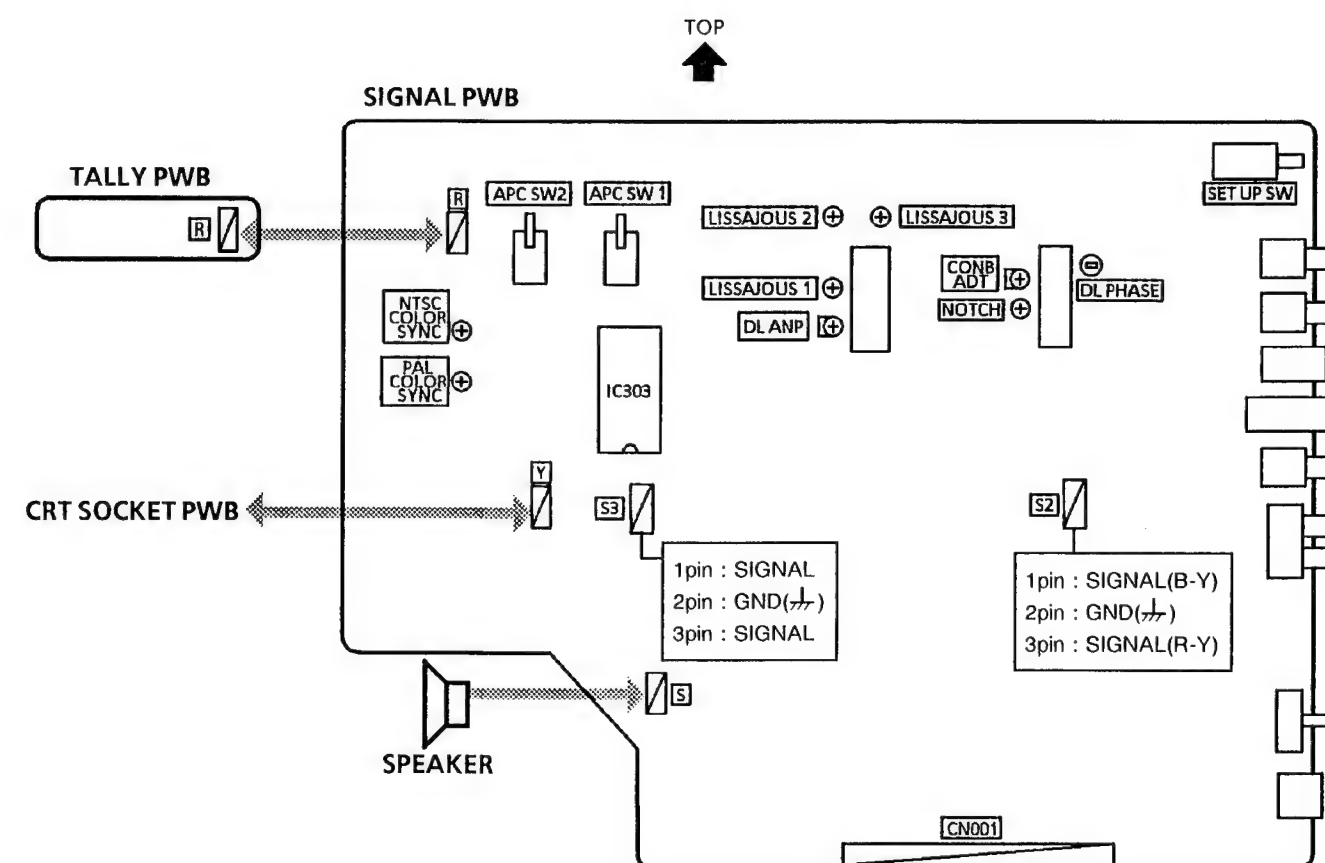 TOP
SIGNAL PWB
TALLY PWB
R
R
APC SW2
APC SW 1
LISSAJOUS 2
LISSAJOUS 3
SET UP SW
LISSAJOUS 1
DL ANP
CONB
ADT
NOTCH
DL PHASE
NTSC
COLOR
SYNC
PAL
COLOR
SYNC
IC303
CRT SOCKET PWB
Y
S3
1pin : SIGNAL
2pin : GND( )
3pin : SIGNAL
S2
1pin : SIGNAL(B-Y)
2pin : GND( )
3pin : SIGNAL(R-Y)
S
SPEAKER
CN001